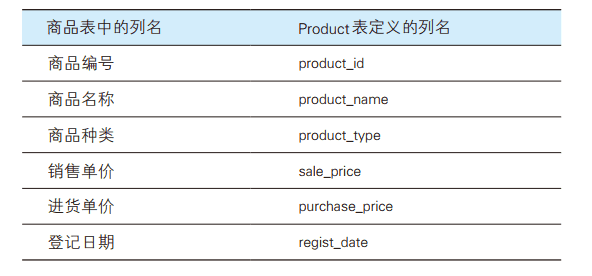 商品表中的列名 Product 表定义的列名
商品编号 product_id
商品名称 product_name
商品种类 product_type
销售单价 sale_price
进货单价 purchase_price
登记日期 regist_date